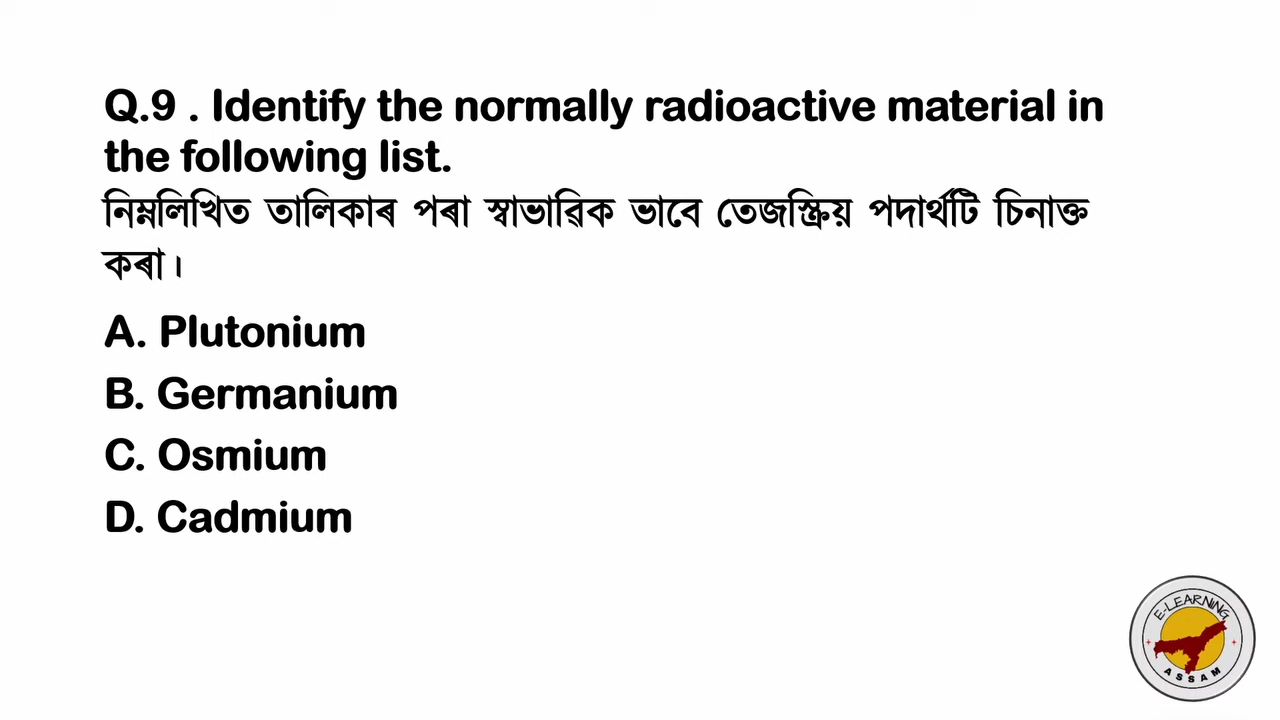 Q.9 . Identify the normally radioactive material in
the following list.
নিম্নলিখিত তালিকাৰ পৰা স্বাভাৱিক ভাবে তেজস্ক্ৰিয় পদাৰ্থটি চিনাক্ত
কৰা।
A. Plutonium
B. Germanium
C. Osmium
D. Cadmium
E-LEARNING
ASSAM